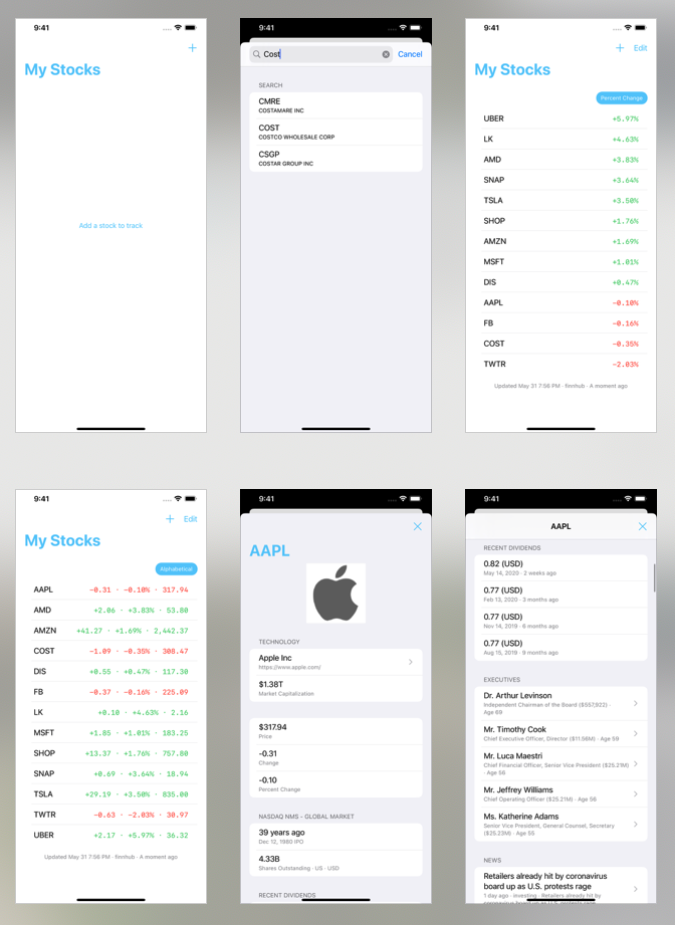 9:41
+
My Stocks
Add a stock to track
9:41
Cost
Cancel
SEARCH
CMRE
COSTAMARE INC
COST
COSTCO WHOLESALE CORP
CSGP
COSTAR GROUP INC
9:41
+ Edit
My Stocks
Percent Change
UBER +5.97%
LK +4.63%
AMD +3.83%
SNAP +3.64%
TSLA +3.50%
SHOP +1.76%
AMZN +1.69%
MSFT +1.01%
DIS +0.47%
AAPL -0.10%
FB -0.16%
COST -0.35%
TWTR -2.03%
Updated May 31 7:56 PM · finnhub · A moment ago
9:41
+ Edit
My Stocks
Alphabetical
AAPL -0.31 · -0.10% · 317.94
AMD +2.06 · +3.83% · 53.80
AMZN +41.27 · +1.69% · 2,442.37
COST -1.09 · -0.35% · 308.47
DIS +0.55 · +0.47% · 117.30
FB -0.37 · -0.16% · 225.09
LK +0.10 · +4.63% · 2.16
MSFT +1.85 · +1.01% · 183.25
SHOP +13.37 · +1.76% · 757.80
SNAP +0.69 · +3.64% · 18.94
TSLA +29.19 · +3.50% · 835.00
TWTR -0.63 · -2.03% · 30.97
UBER +2.17 · +5.97% · 36.32
Updated May 31 7:56 PM · finnhub · A moment ago
9:41
AAPL
TECHNOLOGY
Apple Inc
https://www.apple.com/
$1.38T
Market Capitalization
$317.94
Price
-0.31
Change
-0.10
Percent Change
NASDAQ NMS - GLOBAL MARKET
39 years ago
Dec 12, 1980 IPO
4.33B
Shares Outstanding · US · USD
RECENT DIVIDENDS
9:41
AAPL
RECENT DIVIDENDS
0.82 (USD)
May 14, 2020 · 2 weeks ago
0.77 (USD)
Feb 13, 2020 · 3 months ago
0.77 (USD)
Nov 14, 2019 · 6 months ago
0.77 (USD)
Aug 15, 2019 · 9 months ago
EXECUTIVES
Dr. Arthur Levinson
Independent Chairman of the Board ($557,822) ·
Age 69
Mr. Timothy Cook
Chief Executive Officer, Director ($11.56M) · Age 59
Mr. Luca Maestri
Chief Financial Officer, Senior Vice President ($25.21M)
· Age 56
Mr. Jeffrey Williams
Chief Operating Officer ($25.21M) · Age 56
Ms. Katherine Adams
Senior Vice President, General Counsel, Secretary
($25.23M) · Age 55
NEWS
Retailers already hit by coronavirus
board up as U.S. protests rage
1 day ago · Investing · Retailers already hit by
coronavirus board up as U.S. protests rage